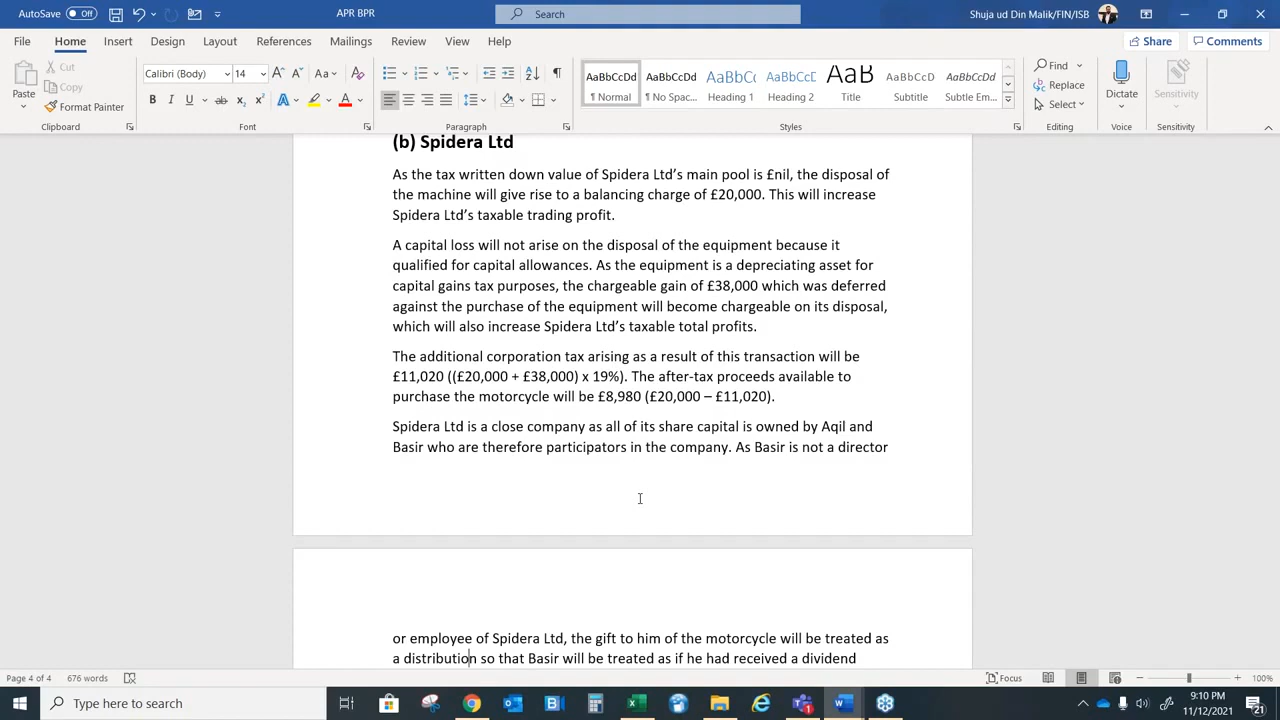 AutoSave Off APR BPR Search Shuja ud Din Malik/FIN/ISB
File Home Insert Design Layout References Mailings Review View Help Share Comments
Paste Cut Copy Format Painter
Calibri (Body) 14
AaBbCcDd AaBbCcDd AaBbCc AaBbCcE AaB AaBbCcD AaBbCcDd
¶ Normal ¶ No Spac... Heading 1 Heading 2 Title Subtitle Subtle Em...
Find Replace Select Dictate Sensitivity
Clipboard Font Paragraph Styles Editing Voice Sensitivity
(b) Spidera Ltd
As the tax written down value of Spidera Ltd’s main pool is £nil, the disposal of
the machine will give rise to a balancing charge of £20,000. This will increase
Spidera Ltd’s taxable trading profit.
A capital loss will not arise on the disposal of the equipment because it
qualified for capital allowances. As the equipment is a depreciating asset for
capital gains tax purposes, the chargeable gain of £38,000 which was deferred
against the purchase of the equipment will become chargeable on its disposal,
which will also increase Spidera Ltd’s taxable total profits.
The additional corporation tax arising as a result of this transaction will be
£11,020 ((£20,000 + £38,000) x 19%). The after-tax proceeds available to
purchase the motorcycle will be £8,980 (£20,000 – £11,020).
Spidera Ltd is a close company as all of its share capital is owned by Aqil and
Basir who are therefore participators in the company. As Basir is not a director
or employee of Spidera Ltd, the gift to him of the motorcycle will be treated as
a distribution so that Basir will be treated as if he had received a dividend
Page 4 of 4 676 words Focus 100%
Type here to search 9:10 PM
11/12/2021 21